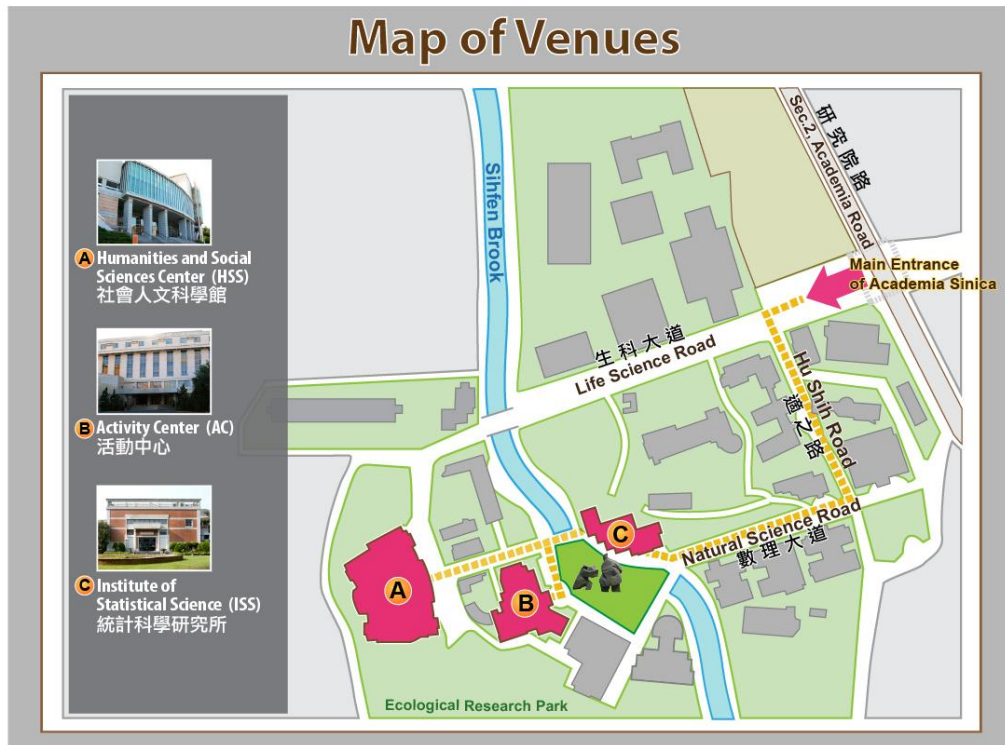 Map of Venues
A Humanities and Social
Sciences Center (HSS)
社會人文科學館
B Activity Center (AC)
活動中心
C Institute of
Statistical Science (ISS)
統計科學研究所
Sihfen Brook
研究院路
Sec.2, Academia Road
Main Entrance
of Academia Sinica
生科大道
Life Science Road
Hu Shih Road
適之路
Natural Science Road
數理大道
A
B
C
Ecological Research Park